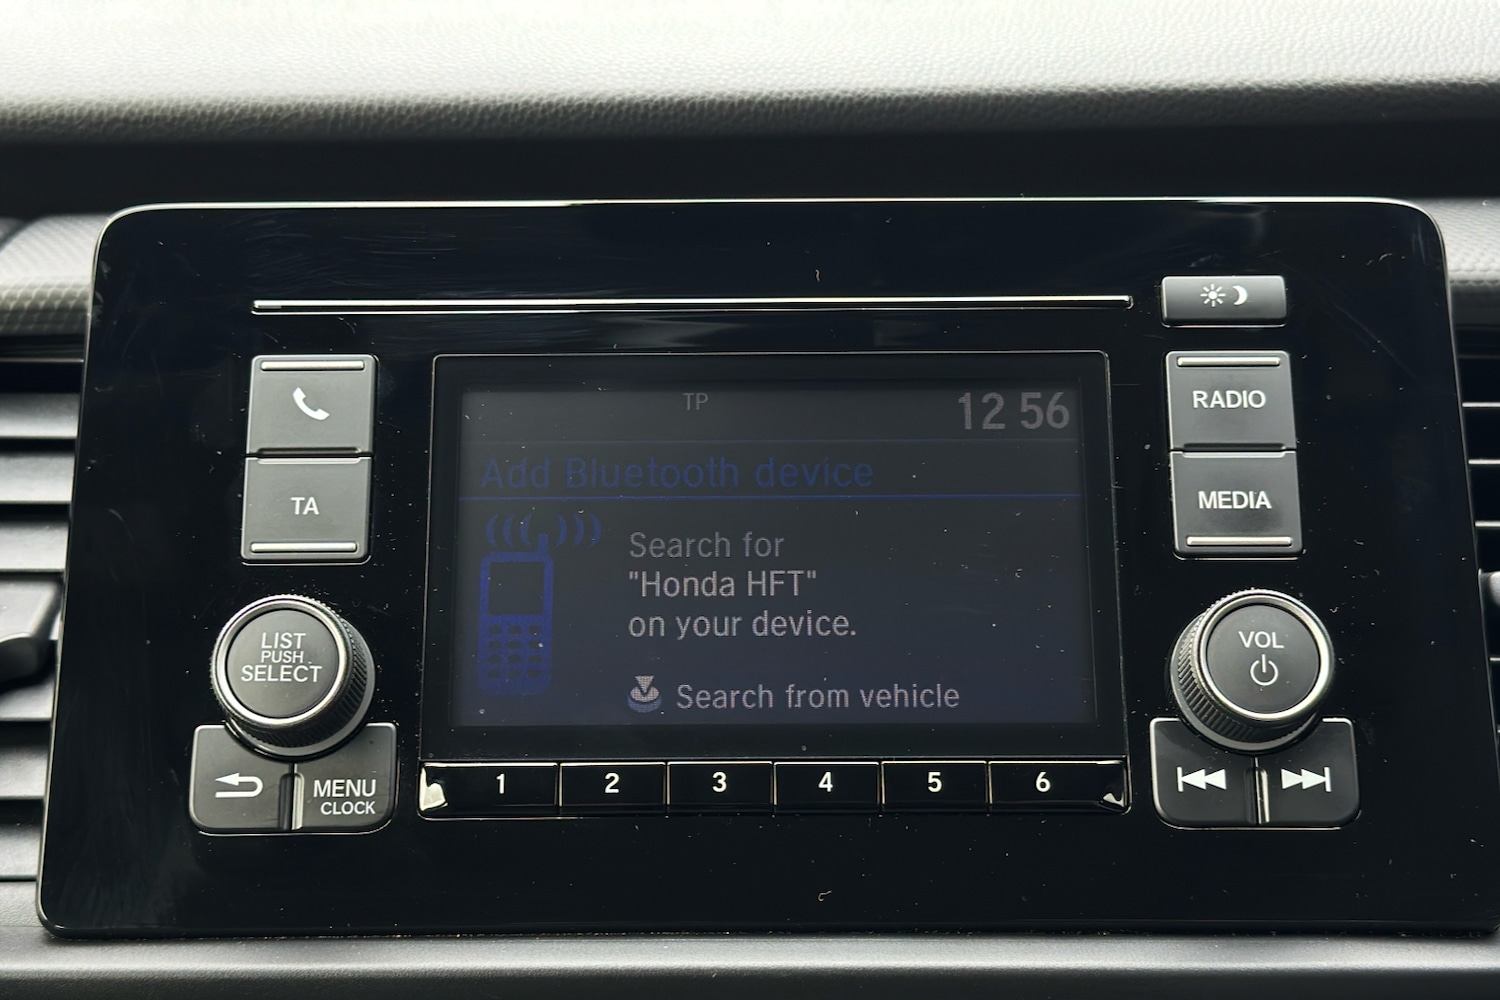 TP
12 56
Add Bluetooth device
Search for
"Honda HFT"
on your device.
Search from vehicle
TA
RADIO
MEDIA
LIST
PUSH
SELECT
VOL
MENU
CLOCK
1 2 3 4 5 6